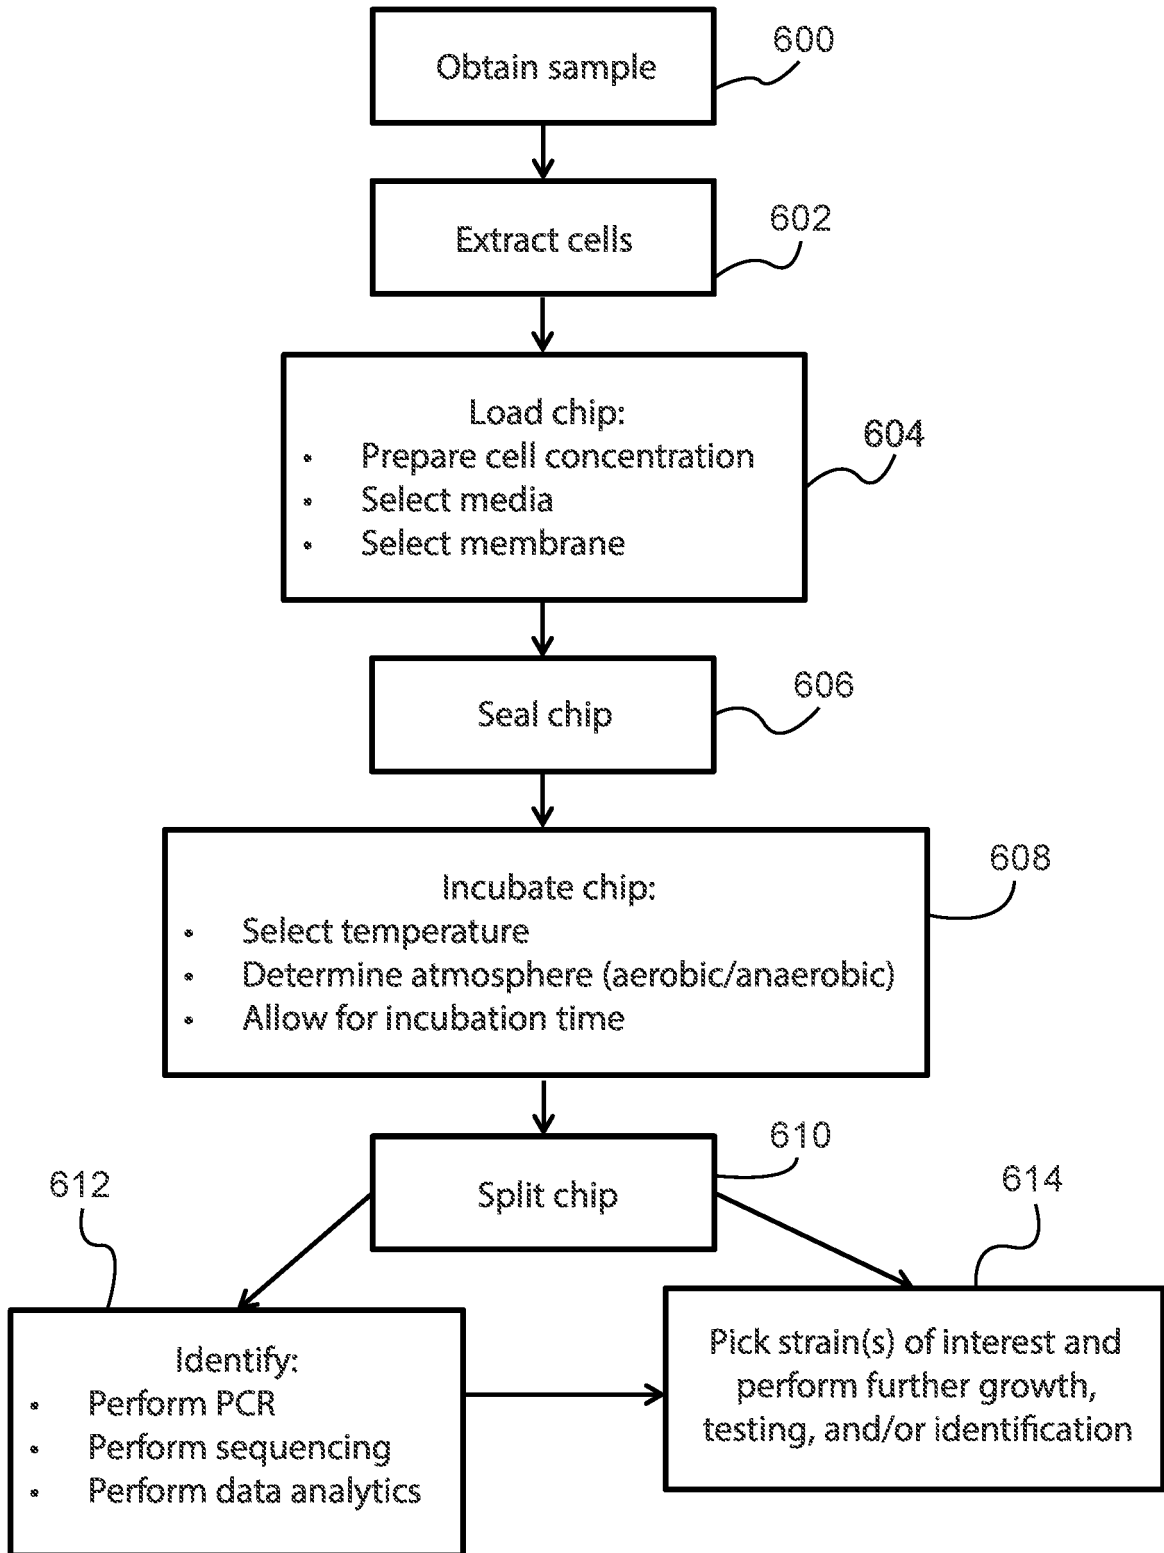 Obtain sample
600
Extract cells
602
Load chip:
• Prepare cell concentration
• Select media
• Select membrane
604
Seal chip
606
Incubate chip:
• Select temperature
• Determine atmosphere (aerobic/anaerobic)
• Allow for incubation time
608
Split chip
610
612
Identify:
• Perform PCR
• Perform sequencing
• Perform data analytics
614
Pick strain(s) of interest and
perform further growth,
testing, and/or identification